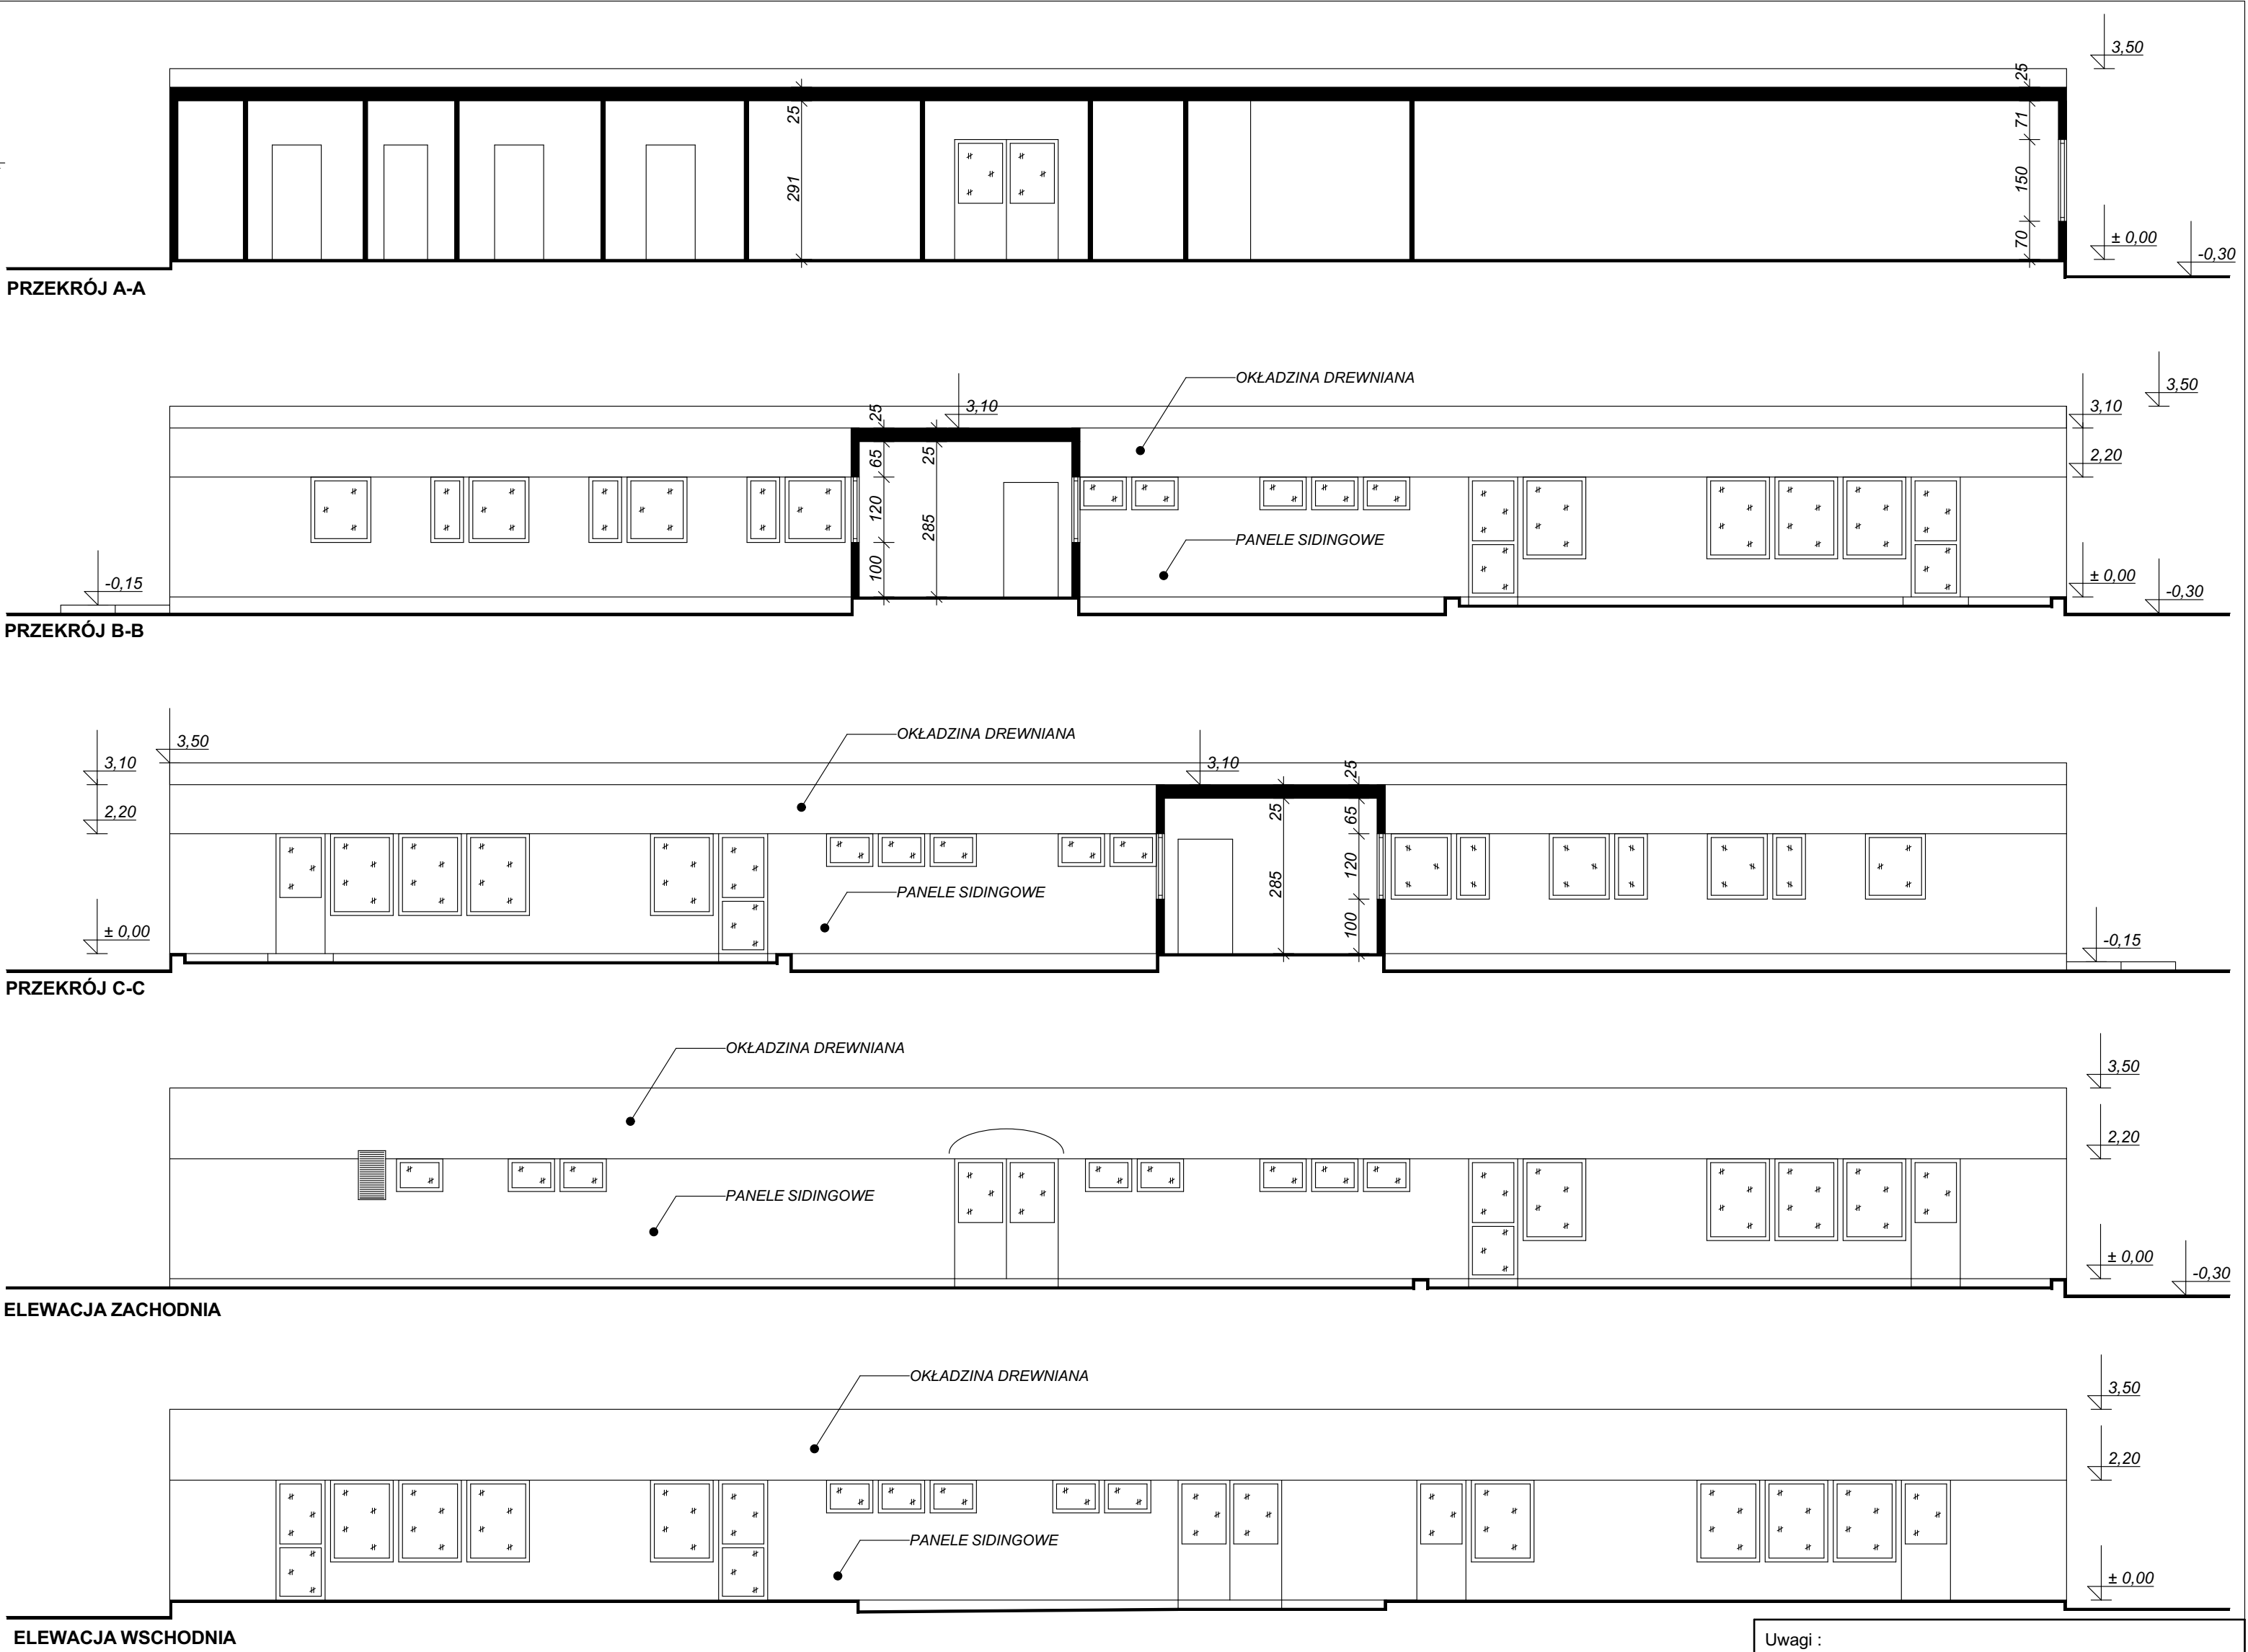 3,50
25
25
71
291
150
70
± 0,00
-0,30
PRZEKRÓJ A-A
OKŁADZINA DREWNIANA
3,50
3,10
3,10
25
65
25
2,20
120
285
PANELE SIDINGOWE
100
-0,15
± 0,00
-0,30
PRZEKRÓJ B-B
OKŁADZINA DREWNIANA
3,50
3,10
3,10
25
25
65
2,20
120
285
PANELE SIDINGOWE
100
± 0,00
-0,15
PRZEKRÓJ C-C
OKŁADZINA DREWNIANA
3,50
2,20
PANELE SIDINGOWE
± 0,00
-0,30
ELEWACJA ZACHODNIA
OKŁADZINA DREWNIANA
3,50
2,20
PANELE SIDINGOWE
± 0,00
ELEWACJA WSCHODNIA
Uwagi :